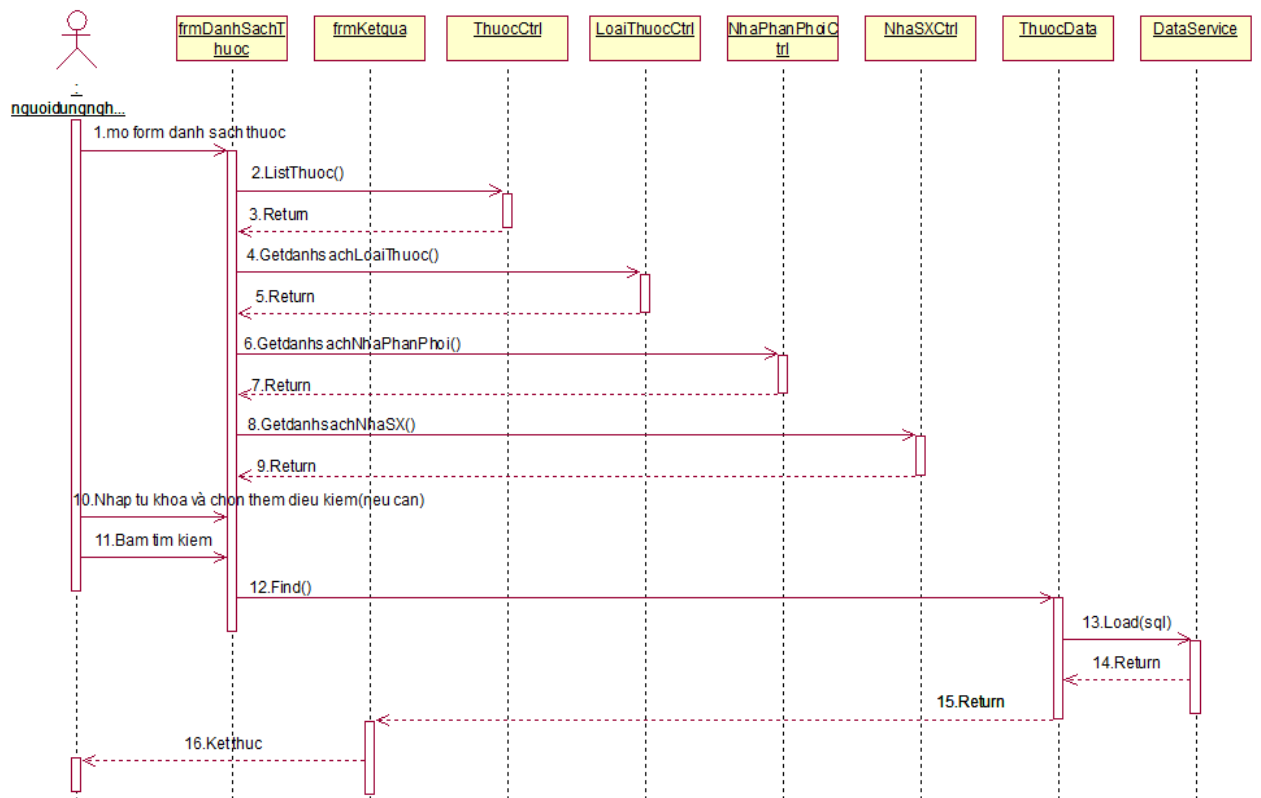 frmDanhSachT
huoc
frmKetqua
ThuocCtrl
LoaiThuocCtrl
NhaPhanPhoiC
trl
NhaSXCtrl
ThuocData
DataService
:
nguoidungngh...
1.mo form danh sach thuoc
2.ListThuoc()
3.Return
4.GetdanhsachLoaiThuoc()
5.Return
6.GetdanhsachNhaPhanPhoi()
7.Return
8.GetdanhsachNhaSX()
9.Return
10.Nhap tu khoa và chon them dieu kiem(neu can)
11.Bam tim kiem
12.Find()
13.Load(sql)
14.Return
15.Return
16.Ket thuc